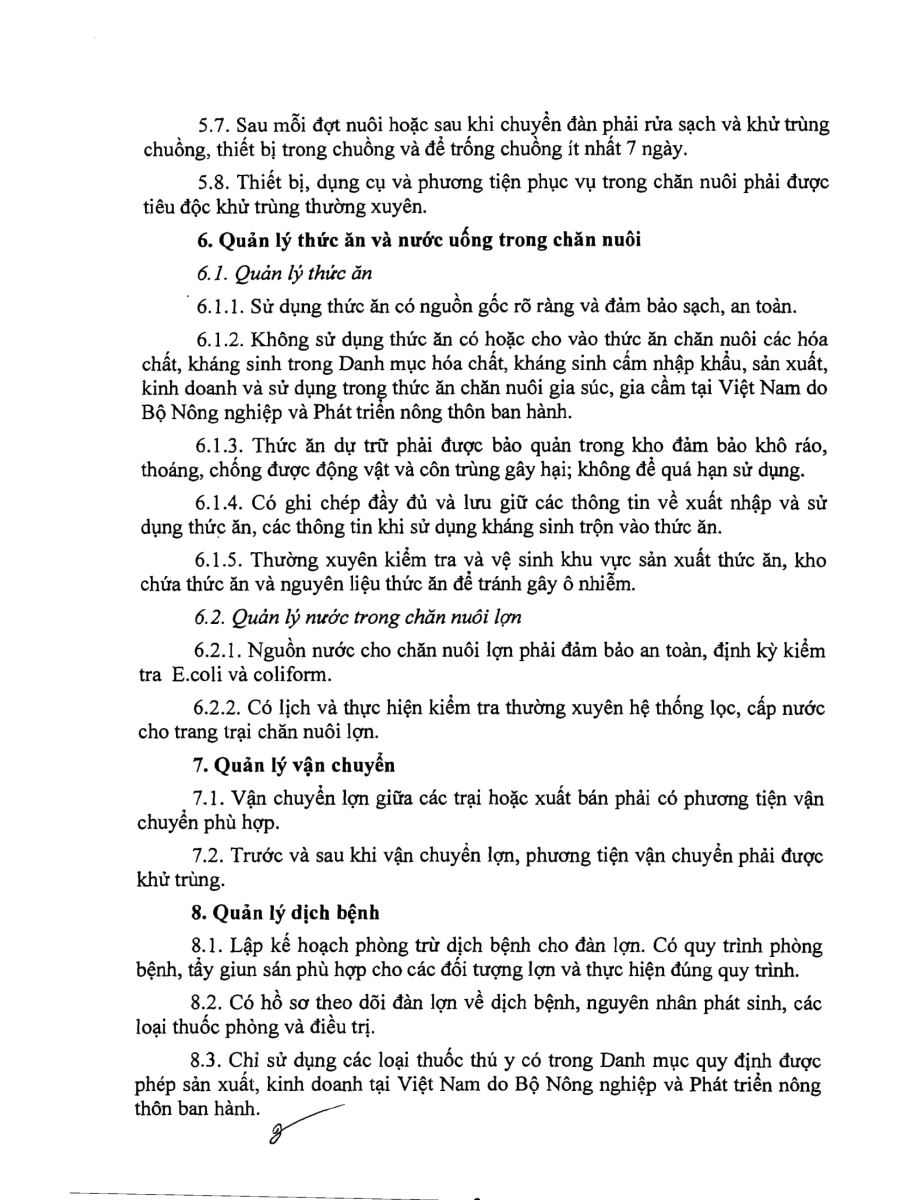 5.7. Sau mỗi đợt nuôi hoặc sau khi chuyển đàn phải rửa sạch và khử trùng
chuồng, thiết bị trong chuồng và để trống chuồng ít nhất 7 ngày.
5.8. Thiết bị, dụng cụ và phương tiện phục vụ trong chăn nuôi phải được
tiêu độc khử trùng thường xuyên.
6. Quản lý thức ăn và nước uống trong chăn nuôi
6.1. Quản lý thức ăn
6.1.1. Sử dụng thức ăn có nguồn gốc rõ ràng và đảm bảo sạch, an toàn.
6.1.2. Không sử dụng thức ăn có hoặc cho vào thức ăn chăn nuôi các hóa
chất, kháng sinh trong Danh mục hóa chất, kháng sinh cấm nhập khẩu, sản xuất,
kinh doanh và sử dụng trong thức ăn chăn nuôi gia súc, gia cầm tại Việt Nam do
Bộ Nông nghiệp và Phát triển nông thôn ban hành.
6.1.3. Thức ăn dự trữ phải được bảo quản trong kho đảm bảo khô ráo,
thoáng, chống được động vật và côn trùng gây hại; không để quá hạn sử dụng.
6.1.4. Có ghi chép đầy đủ và lưu giữ các thông tin về xuất nhập và sử
dụng thức ăn, các thông tin khi sử dụng kháng sinh trộn vào thức ăn.
6.1.5. Thường xuyên kiểm tra và vệ sinh khu vực sản xuất thức ăn, kho
chứa thức ăn và nguyên liệu thức ăn để tránh gây ô nhiễm.
6.2. Quản lý nước trong chăn nuôi lợn
6.2.1. Nguồn nước cho chăn nuôi lợn phải đảm bảo an toàn, định kỳ kiểm
tra E.coli và coliform.
6.2.2. Có lịch và thực hiện kiểm tra thường xuyên hệ thống lọc, cấp nước
cho trang trại chăn nuôi lợn.
7. Quản lý vận chuyển
7.1. Vận chuyển lợn giữa các trại hoặc xuất bán phải có phương tiện vận
chuyển phù hợp.
7.2. Trước và sau khi vận chuyển lợn, phương tiện vận chuyển phải được
khử trùng.
8. Quản lý dịch bệnh
8.1. Lập kế hoạch phòng trừ dịch bệnh cho đàn lợn. Có quy trình phòng
bệnh, tẩy giun sán phù hợp cho các đối tượng lợn và thực hiện đúng quy trình.
8.2. Có hồ sơ theo dõi đàn lợn về dịch bệnh, nguyên nhân phát sinh, các
loại thuốc phòng và điều trị.
8.3. Chỉ sử dụng các loại thuốc thú y có trong Danh mục quy định được
phép sản xuất, kinh doanh tại Việt Nam do Bộ Nông nghiệp và Phát triển nông
thôn ban hành.